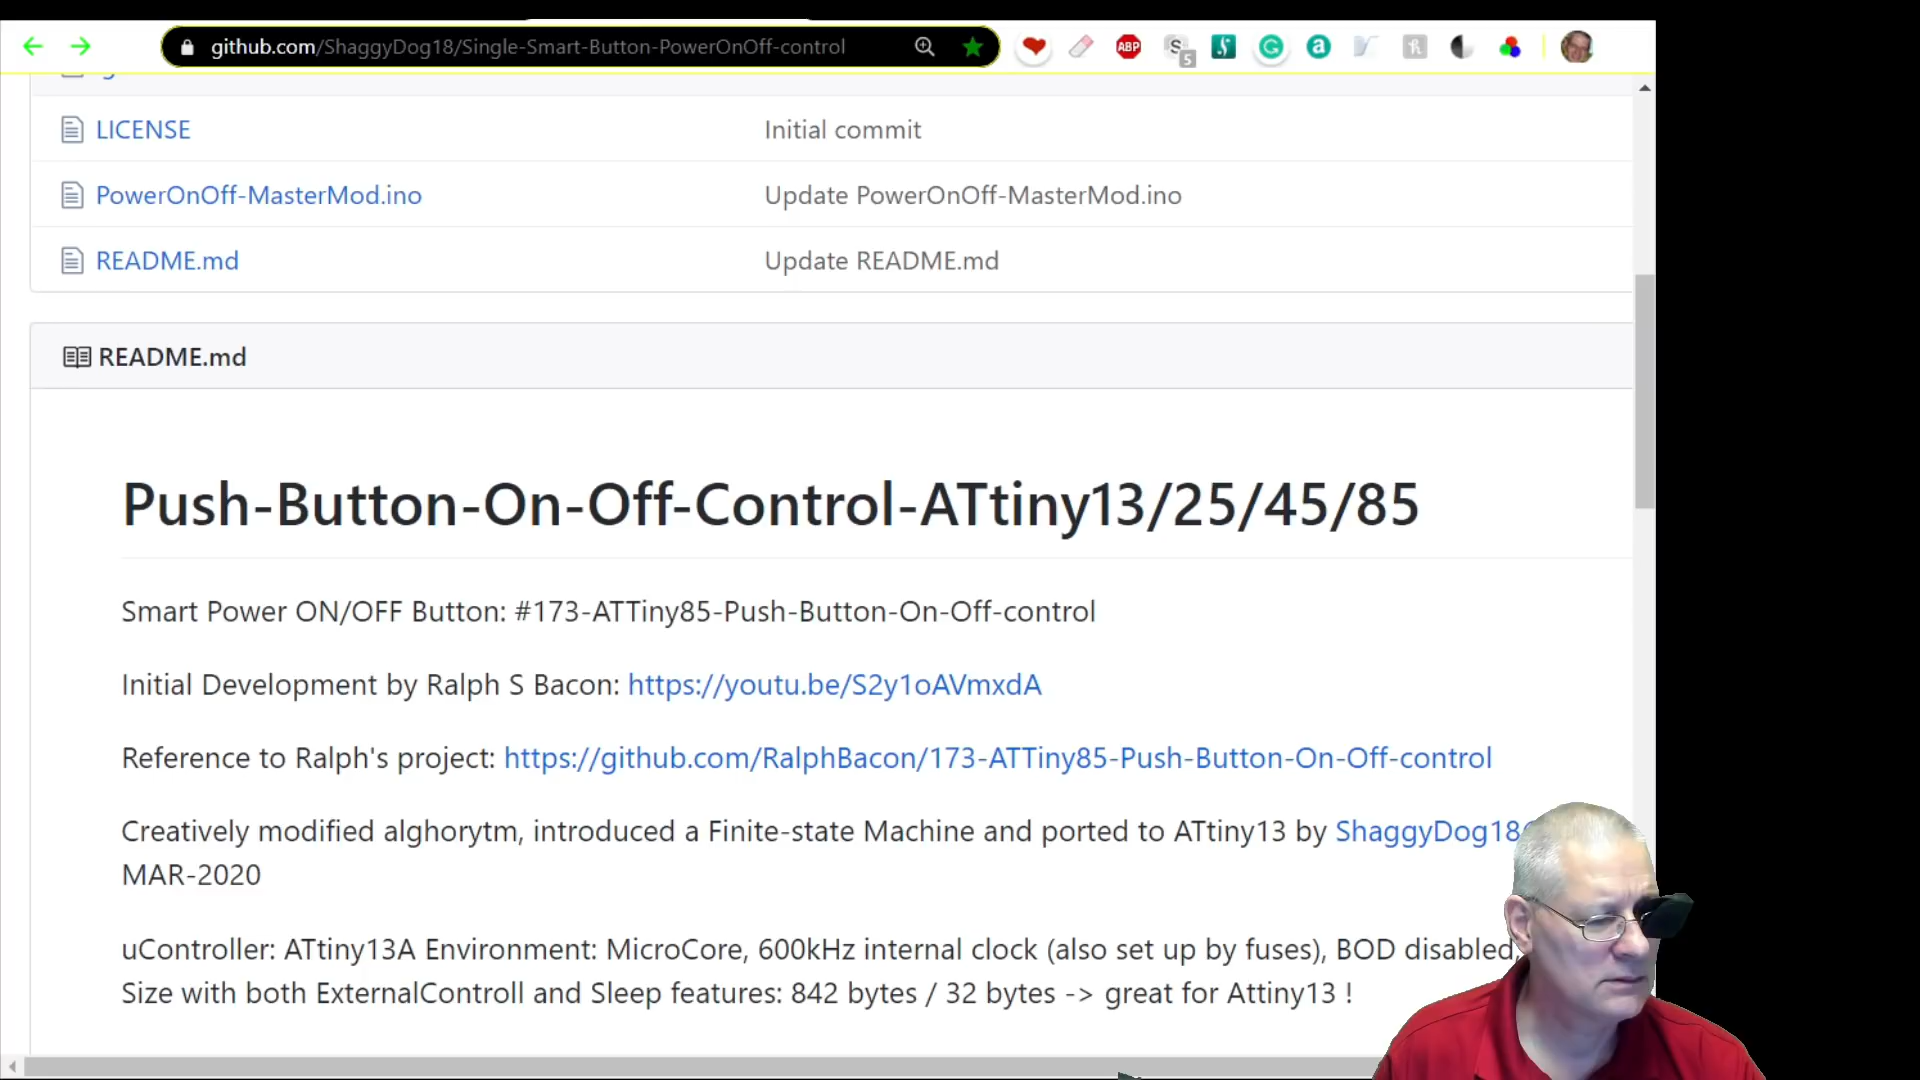 github.com/ShaggyDog18/Single-Smart-Button-PowerOnOff-control
ABP
S
5
LICENSE
Initial commit
PowerOnOff-MasterMod.ino
Update PowerOnOff-MasterMod.ino
README.md
Update README.md
README.md
Push-Button-On-Off-Control-ATtiny13/25/45/85
Smart Power ON/OFF Button: #173-ATTiny85-Push-Button-On-Off-control
Initial Development by Ralph S Bacon: https://youtu.be/S2y1oAVmxdA
Reference to Ralph's project: https://github.com/RalphBacon/173-ATTiny85-Push-Button-On-Off-control
Creatively modified alghorytm, introduced a Finite-state Machine and ported to ATtiny13 by ShaggyDog18
MAR-2020
uController: ATtiny13A Environment: MicroCore, 600kHz internal clock (also set up by fuses), BOD disabled,
Size with both ExternalControll and Sleep features: 842 bytes / 32 bytes -> great for Attiny13 !